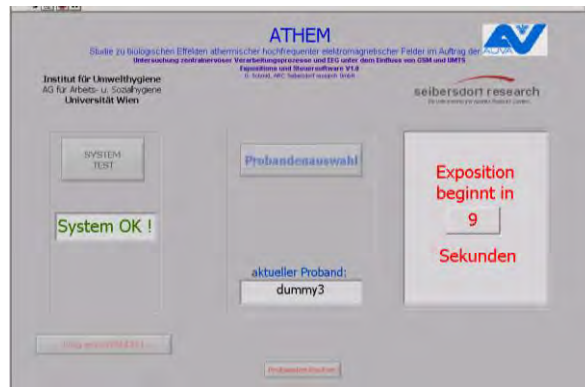 ATHEM
Studie zu biologischen Effekten athermischer hochfrequenter elektromagnetischer Felder im Auftrag der
AUVA
Untersuchung zentralnervöser Verarbeitungsprozesse und EEG unter dem Einfluss von GSM und UMTS
Expositions und Steuersoftware V1.0
Institut für Umwelthygiene
AG für Arbeits- u. Sozialhygiene
Universität Wien
seibersdorf research
SYSTEM
TEST
System OK !
Probandenauswahl
aktueller Proband:
dummy3
Exposition
beginnt in
9
Sekunden